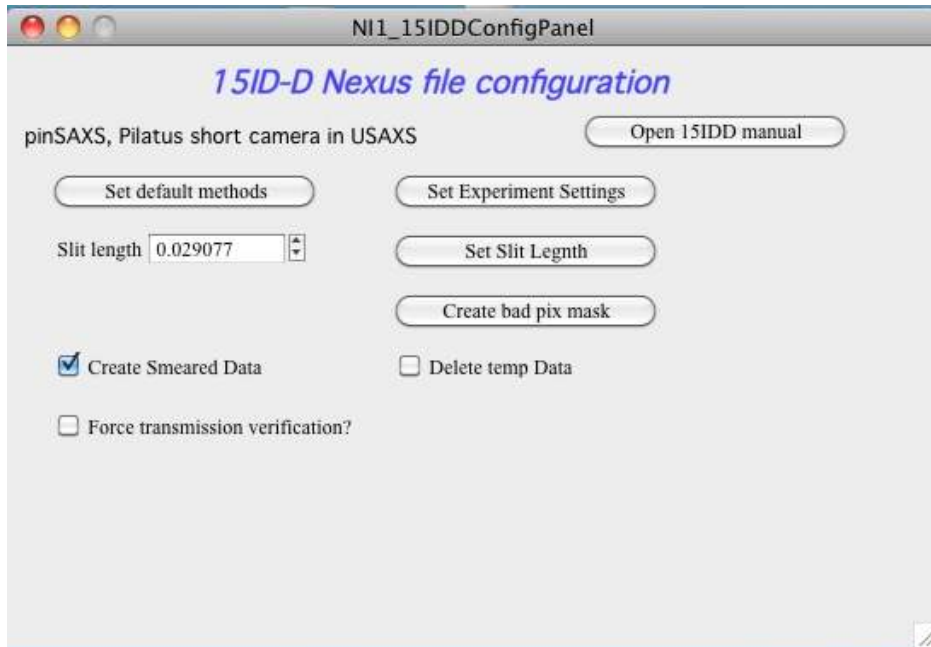 NI1_15IDDConfigPanel
15ID-D Nexus file configuration
pinSAXS, Pilatus short camera in USAXS
Open 15IDD manual
Set default methods
Set Experiment Settings
Slit length 0.029077
Set Slit Legnth
Create bad pix mask
Create Smeared Data
Delete temp Data
Force transmission verification?